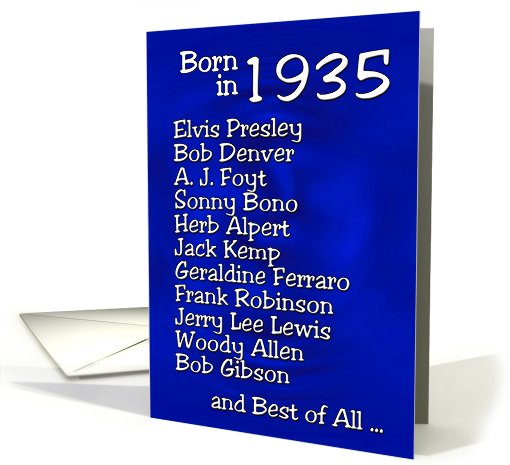 Born
in 1935
Elvis Presley
Bob Denver
A. J. Foyt
Sonny Bono
Herb Alpert
Jack Kemp
Geraldine Ferraro
Frank Robinson
Jerry Lee Lewis
Woody Allen
Bob Gibson
and Best of All ...